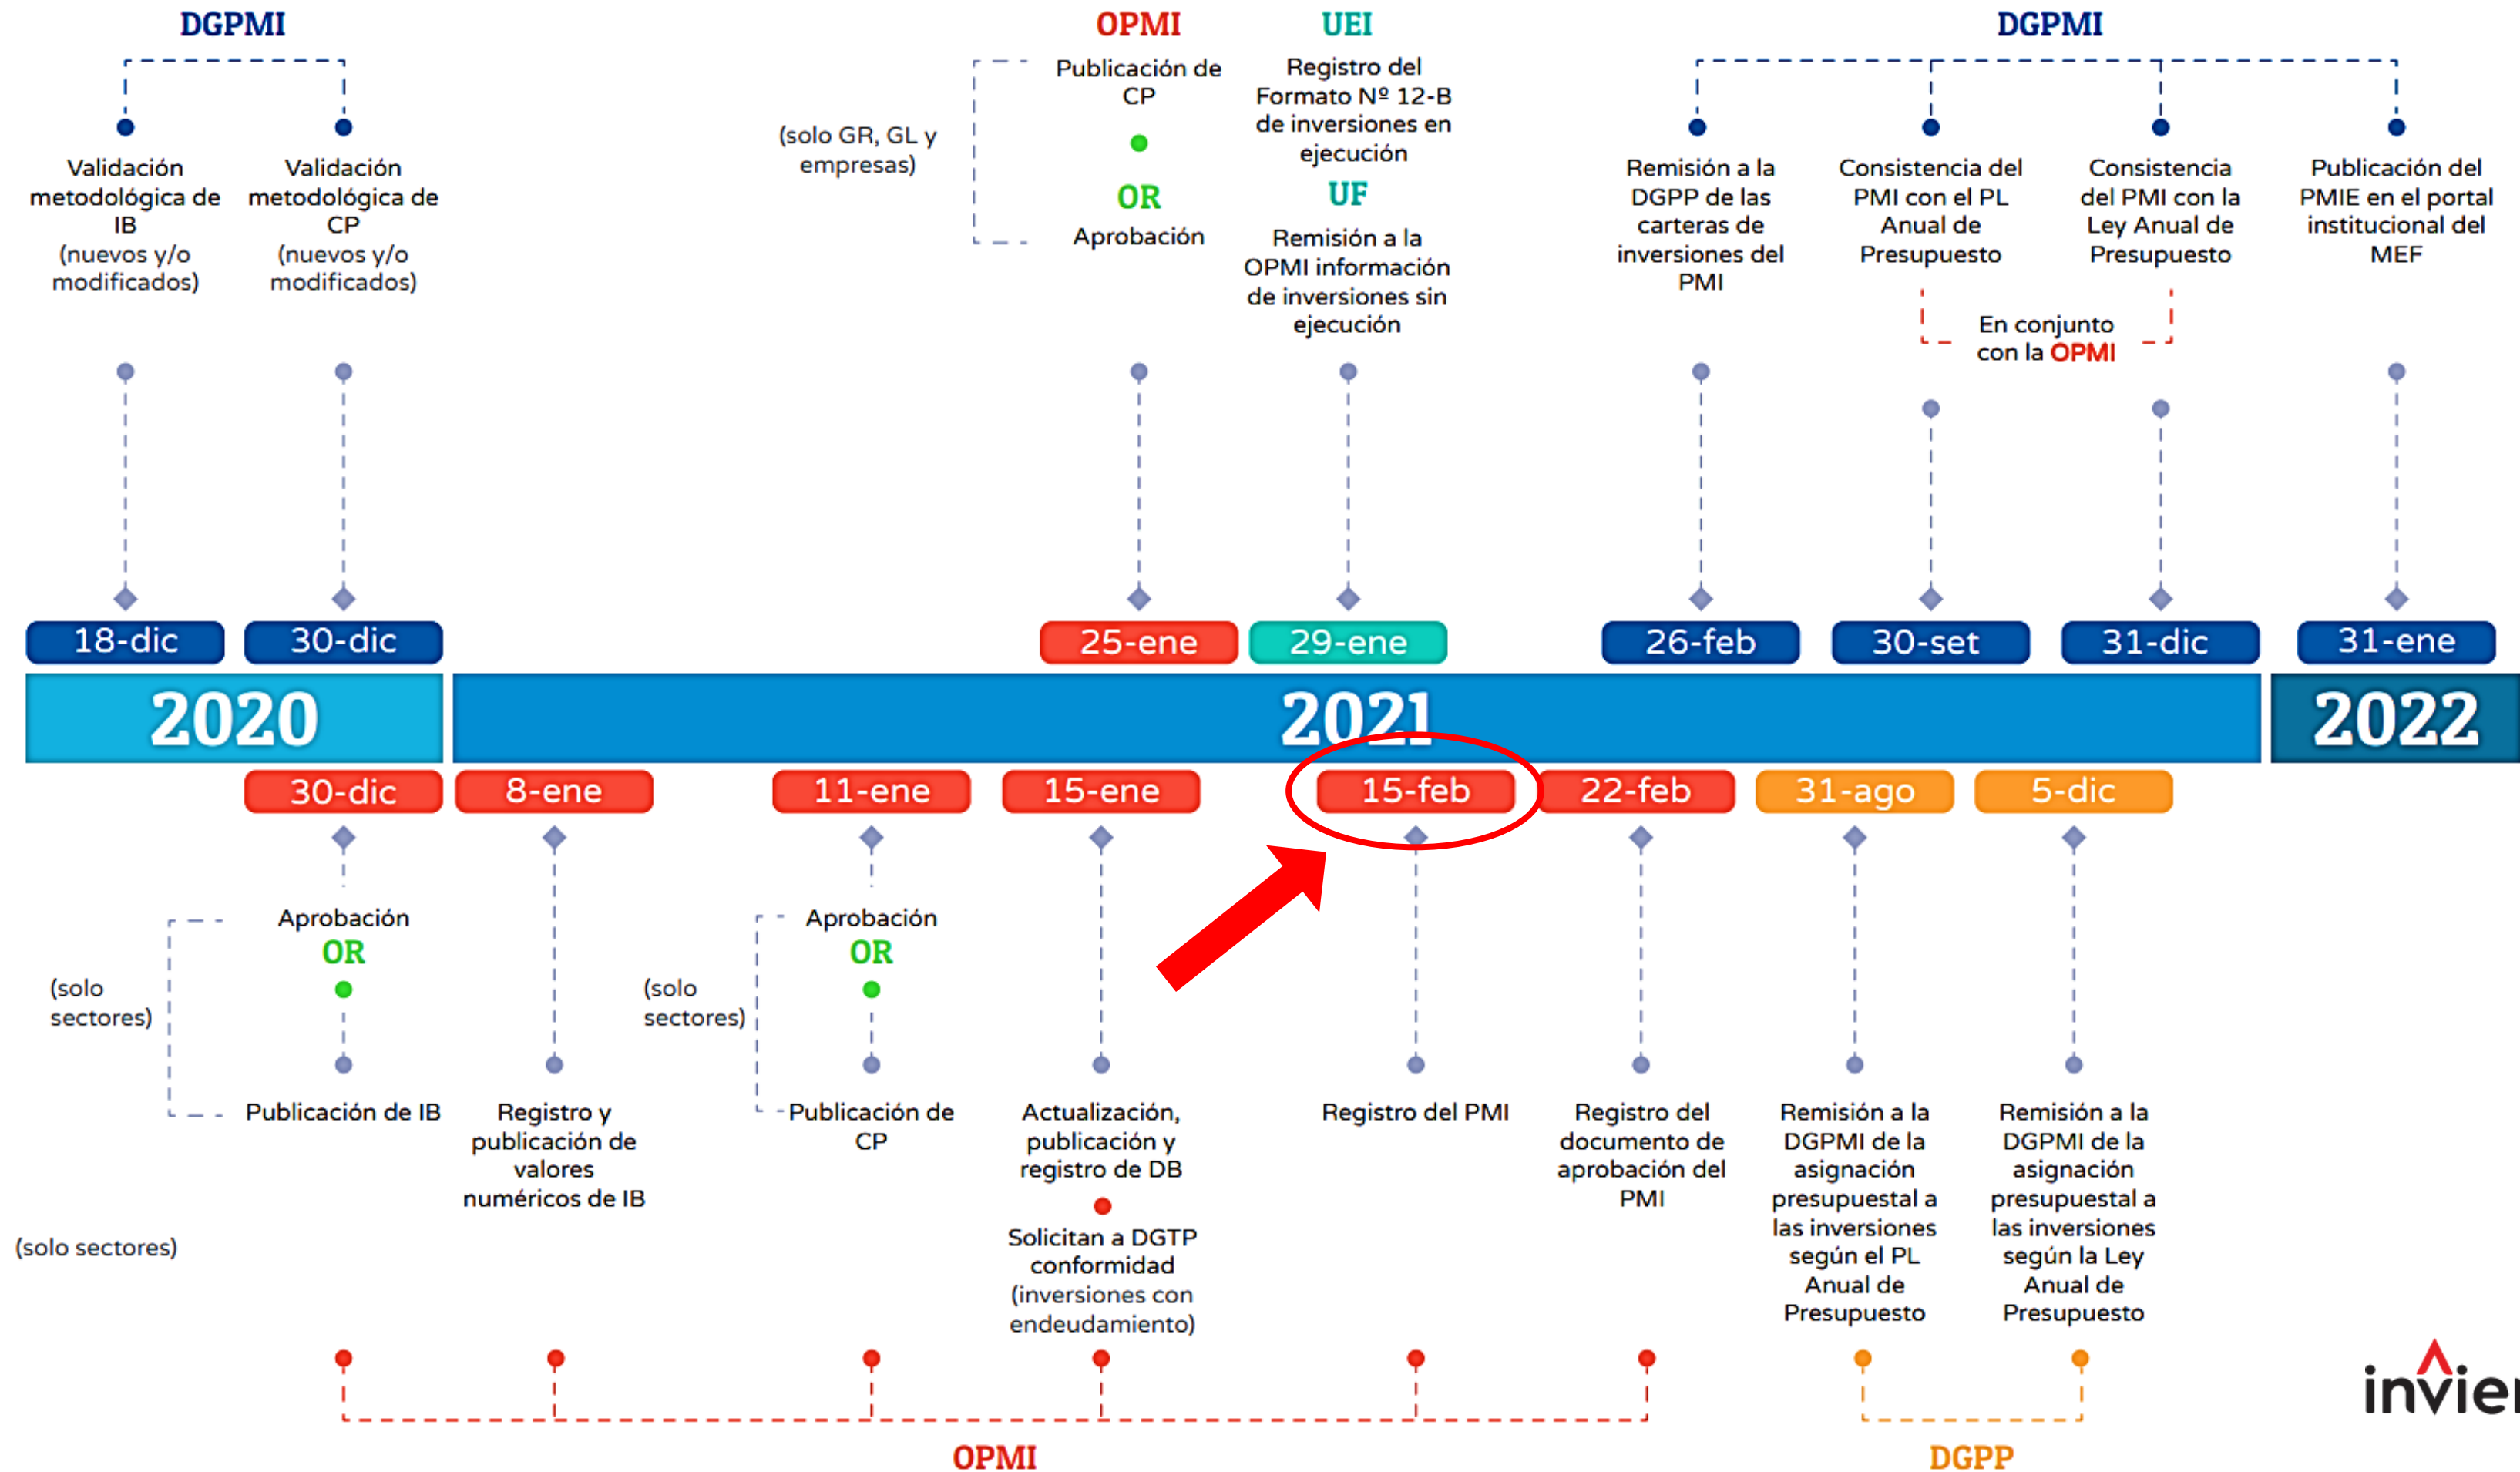 DGPMI
Validación
metodológica de
IB
(nuevos y/o
modificados)
Validación
metodológica de
CP
(nuevos y/o
modificados)
(solo GR, GL y
empresas)
OPMI
Publicación de
CP
OR
Aprobación
UEI
Registro del
Formato Nº 12-B
de inversiones en
ejecución
UF
Remisión a la
OPMI información
de inversiones sin
ejecución
DGPMI
Remisión a la
DGPP de las
carteras de
inversiones del
PMI
Consistencia del
PMI con el PL
Anual de
Presupuesto
Consistencia
del PMI con la
Ley Anual de
Presupuesto
En conjunto
con la OPMI
Publicación del
PMIE en el portal
institucional del
MEF
18-dic
30-dic
25-ene
29-ene
26-feb
30-set
31-dic
31-ene
2020
2021
2022
30-dic
8-ene
11-ene
15-ene
15-feb
22-feb
31-ago
5-dic
(solo
sectores)
Aprobación
OR
Publicación de IB
Registro y
publicación de
valores
numéricos de IB
(solo
sectores)
Aprobación
OR
Publicación de
CP
Actualización,
publicación y
registro de DB
Solicitan a DGTP
conformidad
(inversiones con
endeudamiento)
Registro del PMI
Registro del
documento de
aprobación del
PMI
Remisión a la
DGPMI de la
asignación
presupuestal a
las inversiones
según el PL
Anual de
Presupuesto
Remisión a la
DGPMI de la
asignación
presupuestal a
las inversiones
según la Ley
Anual de
Presupuesto
(solo sectores)
OPMI
DGPP
invier